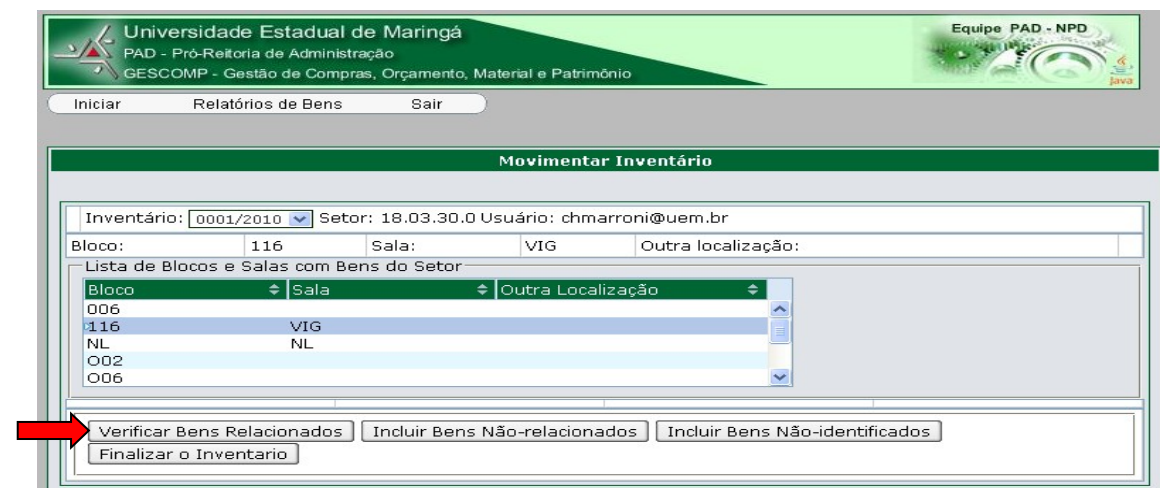 Universidade Estadual de Maringá
PAD - Pró-Reitoria de Administração
GESCOMP - Gestão de Compras, Orçamento, Material e Patrimônio
Equipe PAD - NPD
Java
Iniciar Relatórios de Bens Sair
Movimentar Inventário
Inventário: 0001/2010 Setor: 18.03.30.0 Usuário: chmarroni@uem.br
Bloco: 116 Sala: VIG Outra localização:
Lista de Blocos e Salas com Bens do Setor
Bloco Sala Outra Localização
006
116 VIG
NL NL
O02
O06
Verificar Bens Relacionados Incluir Bens Não-relacionados Incluir Bens Não-identificados
Finalizar o Inventario